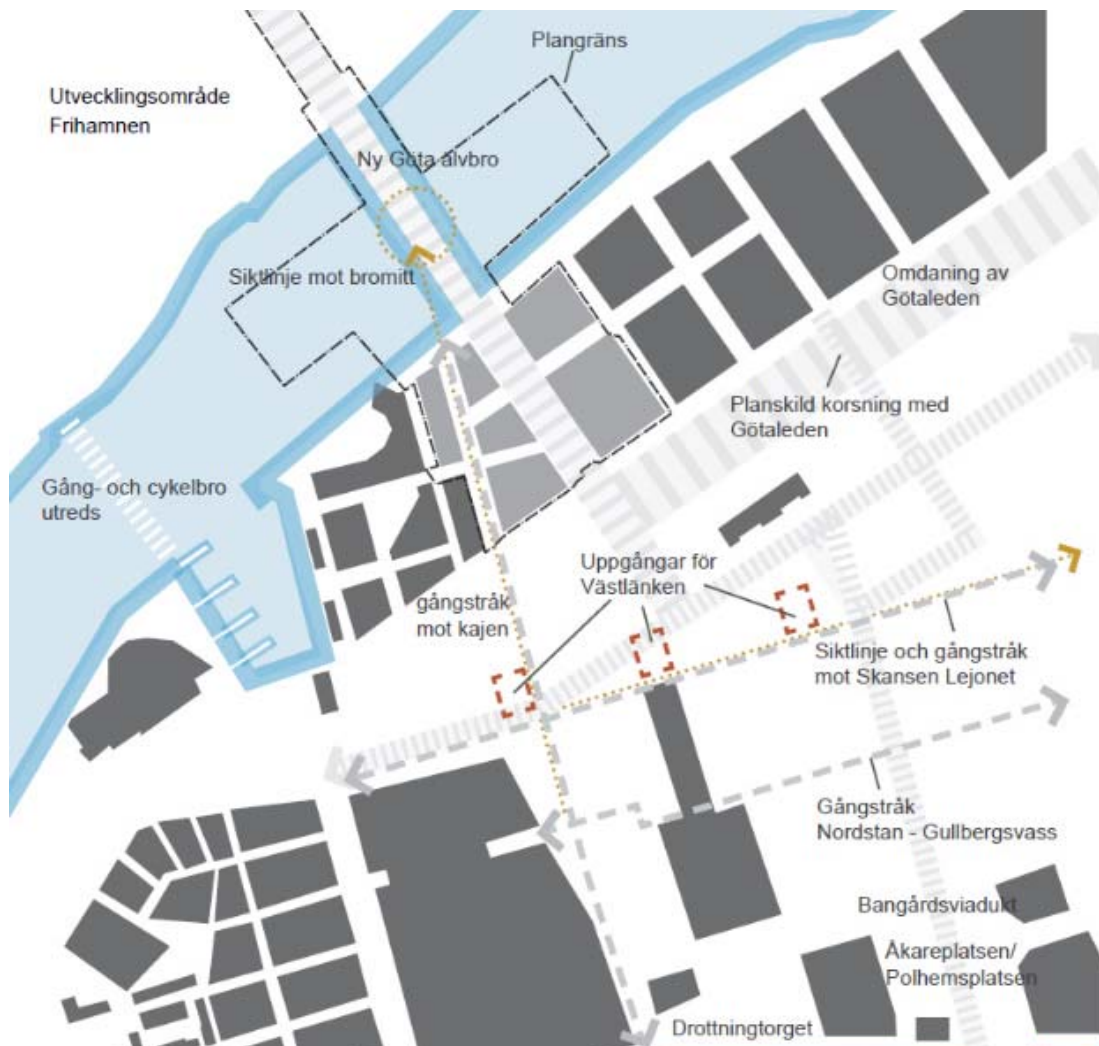 Plangräns
Utvecklingsområde
Frihamnen
Ny Göta älvbro
Siktlinje mot bromitt
Omdaning av
Götaleden
Planskild korsning med
Götaleden
Gång- och cykelbro
utreds
Uppgångar för
Västlänken
gångstråk
mot kajen
Siktlinje och gångstråk
mot Skansen Lejonet
Gångstråk
Nordstan - Gullbergsvass
Bangårdsviadukt
Åkareplatsen/
Polhemsplatsen
Drottningtorget